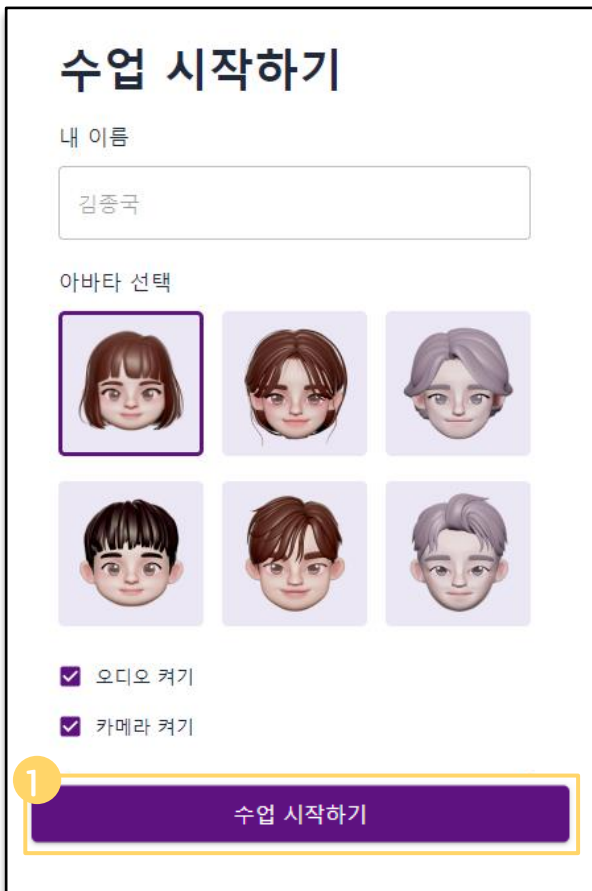 수업 시작하기
내 이름
김종국
아바타 선택
오디오 켜기
카메라 켜기
1
수업 시작하기